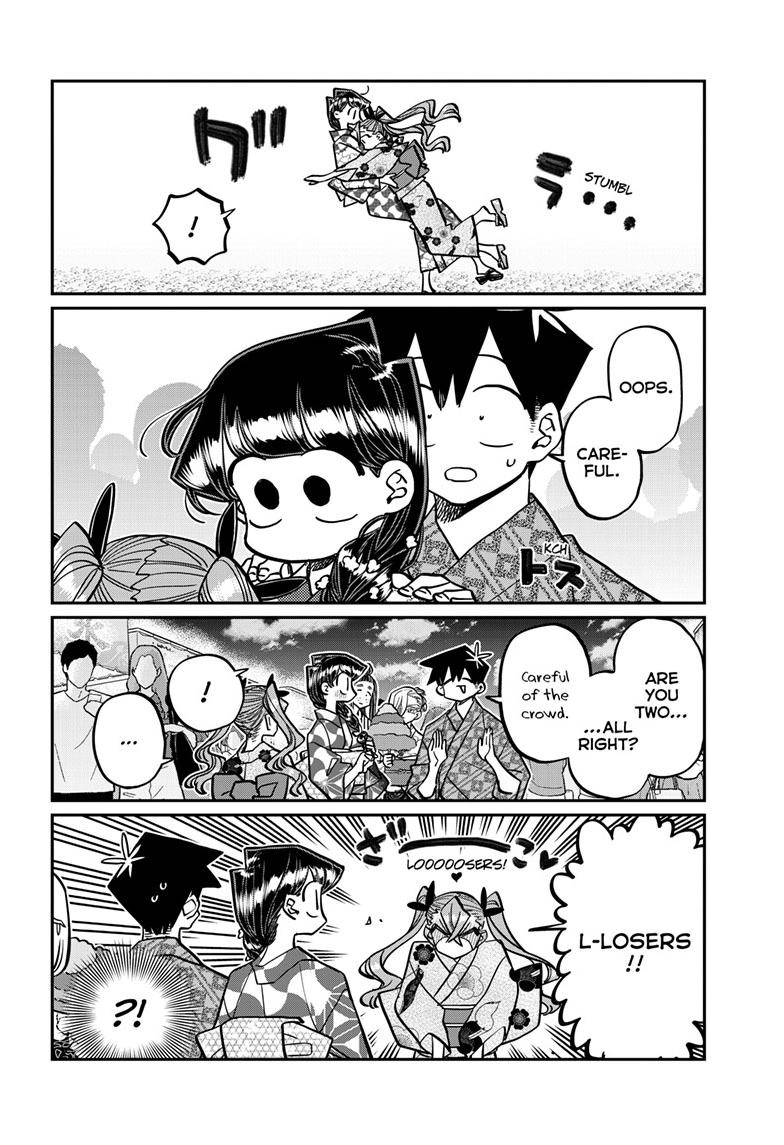 グ"
ラ...
STUMBL
!
OOPS.
CARE-
FUL.
KCH
トス
ARE
YOU
TWO...
...ALL
RIGHT?
Careful
of the
crowd.
!
...
L-LOSERS
!!
ざーこ♥
LOOOOOSERS!
♥
?!